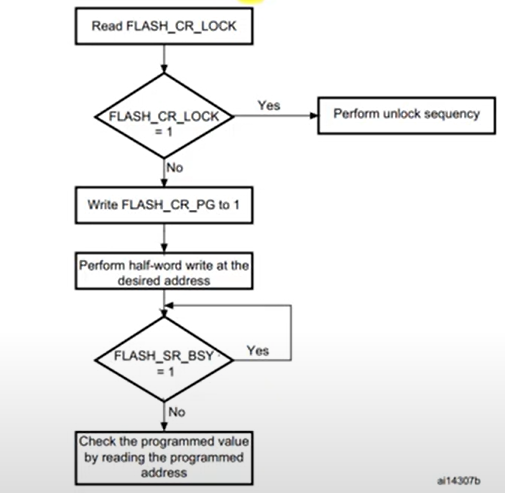 Read FLASH_CR_LOCK
FLASH_CR_LOCK
= 1
Yes
Perform unlock sequency
No
Write FLASH_CR_PG to 1
Perform half-word write at the
desired address
FLASH_SR_BSY
= 1
Yes
No
Check the programmed value
by reading the programmed
address
ai14307b